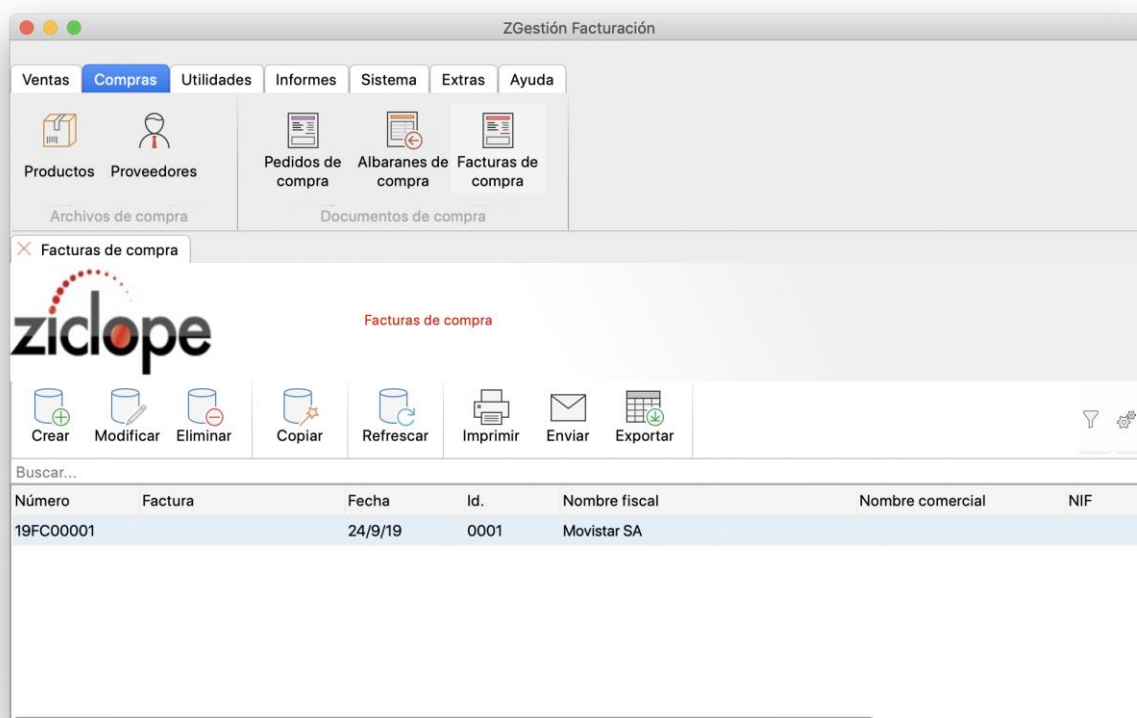 ZGestión Facturación
Ventas Compras Utilidades Informes Sistema Extras Ayuda
Productos Proveedores
Archivos de compra
Pedidos de compra Albaranes de compra Facturas de compra
Documentos de compra
Facturas de compra
ziclope
Facturas de compra
Crear Modificar Eliminar Copiar Refrescar Imprimir Enviar Exportar
Buscar...
Número Factura Fecha Id. Nombre fiscal Nombre comercial NIF
19FC00001 24/9/19 0001 Movistar SA